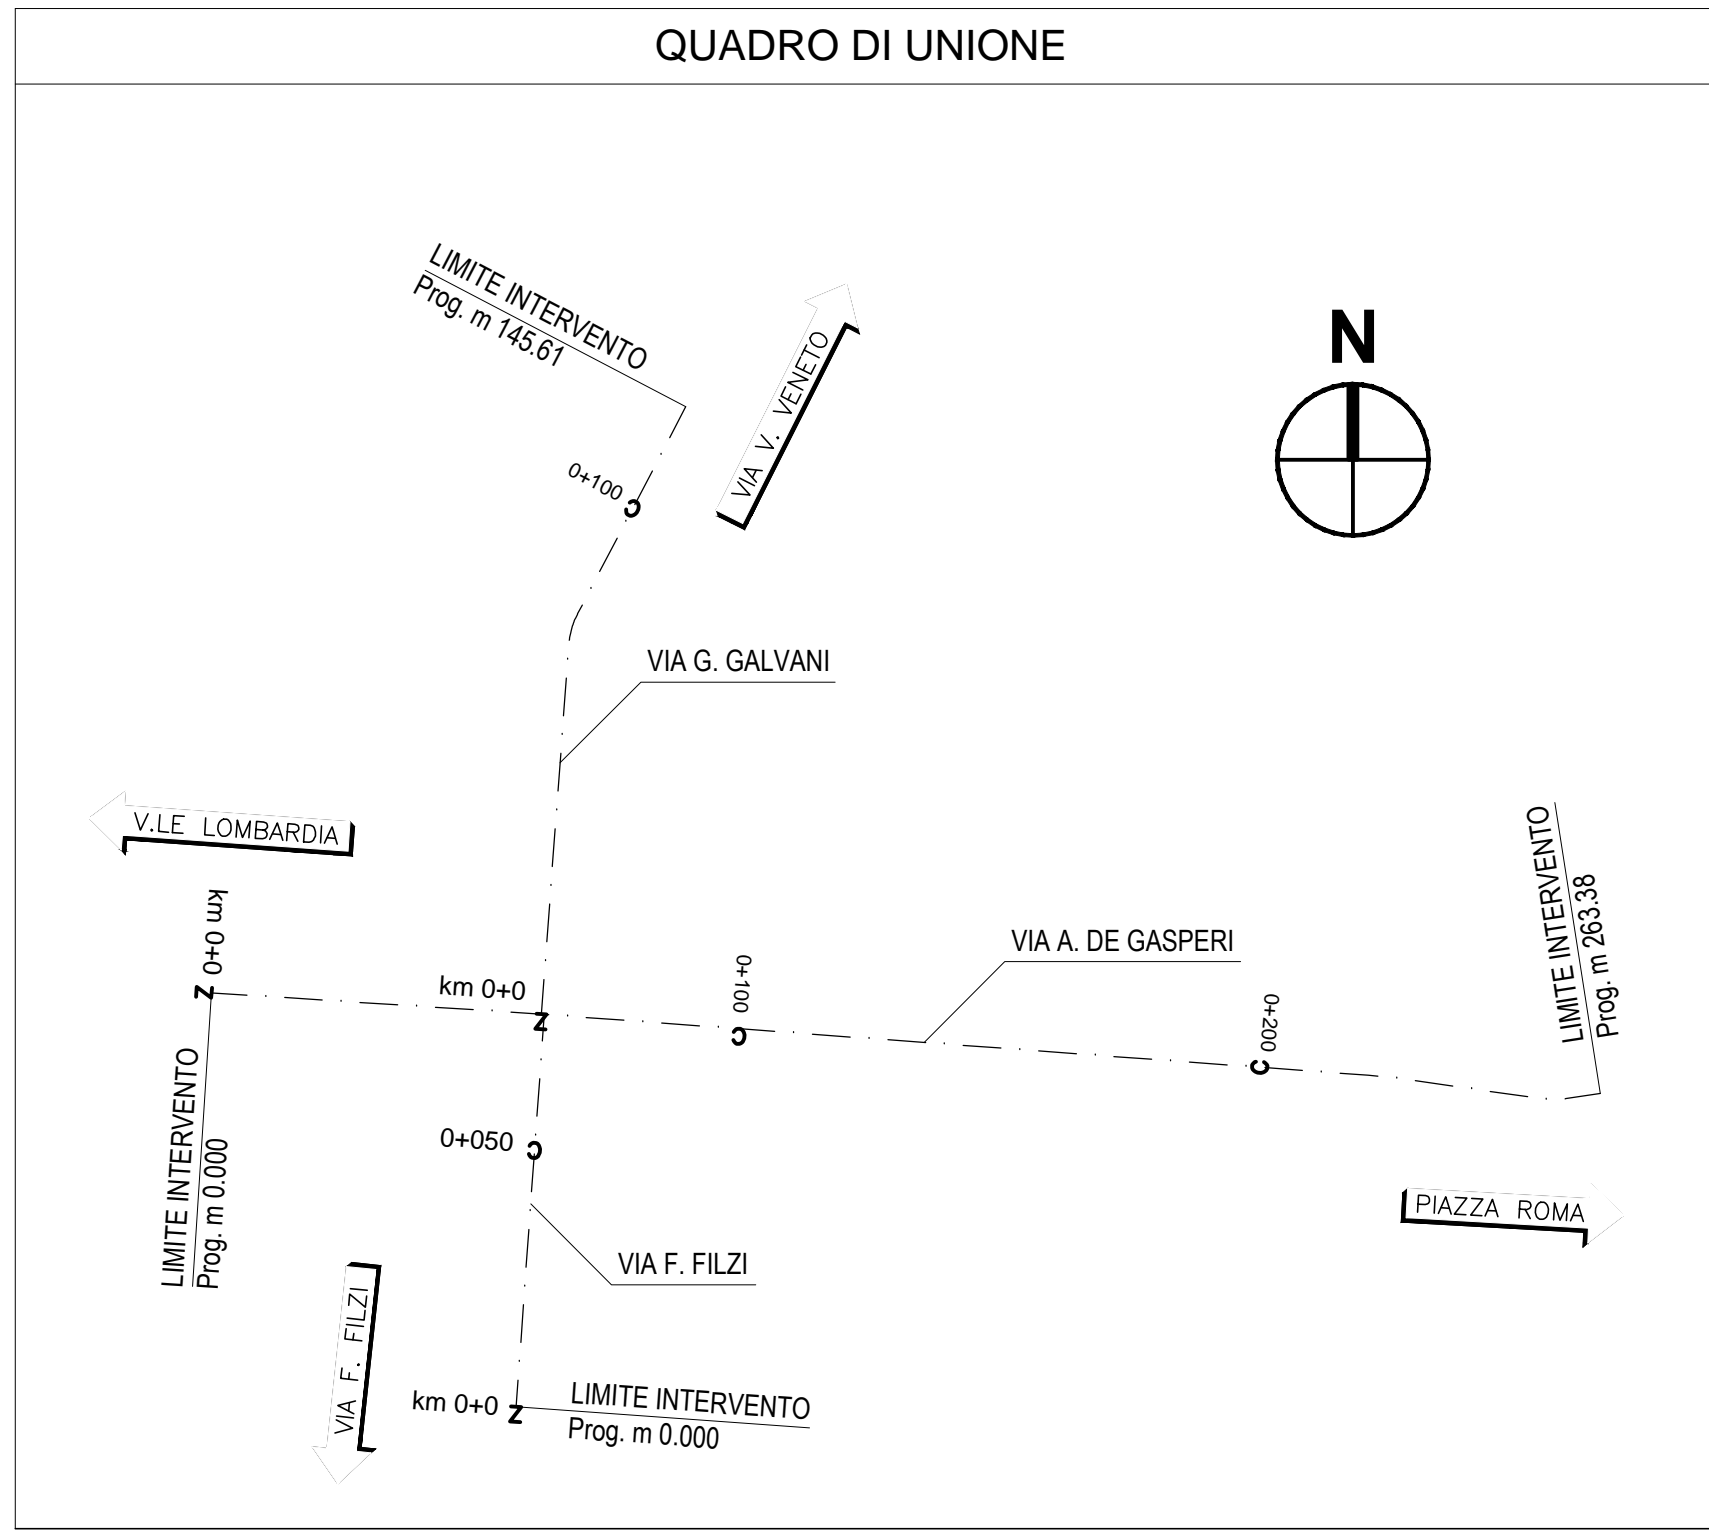 QUADRO DI UNIONE
LIMITE INTERVENTO
Prog. m 145.61
VIA V. VENETO
N
0+100
C
VIA G. GALVANI
V.LE LOMBARDIA
km 0+0
Z
km 0+0
Z
0+100
C
VIA A. DE GASPERI
0+200
C
LIMITE INTERVENTO
Prog. m 263.38
LIMITE INTERVENTO
Prog. m 0.000
0+050
C
PIAZZA ROMA
VIA F. FILZI
VIA F. FILZI
km 0+0
Z
LIMITE INTERVENTO
Prog. m 0.000